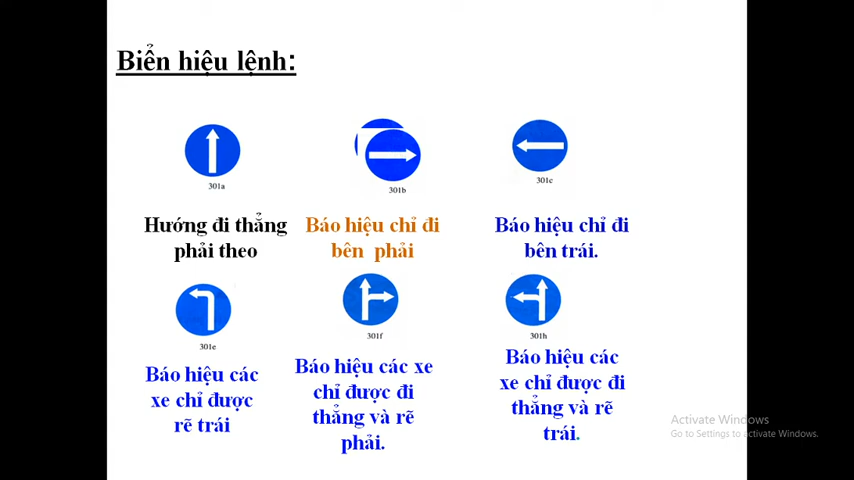 Biển hiệu lệnh:
301a
301b
301c
Hướng đi thẳng
phải theo
Báo hiệu chỉ đi
bên phải
Báo hiệu chỉ đi
bên trái.
301e
301f
301h
Báo hiệu các
xe chỉ được
rẽ trái
Báo hiệu các xe
chỉ được đi
thẳng và rẽ
phải.
Báo hiệu các
xe chỉ được đi
thẳng và rẽ
trái.
Activate Windows
Go to Settings to activate Windows.